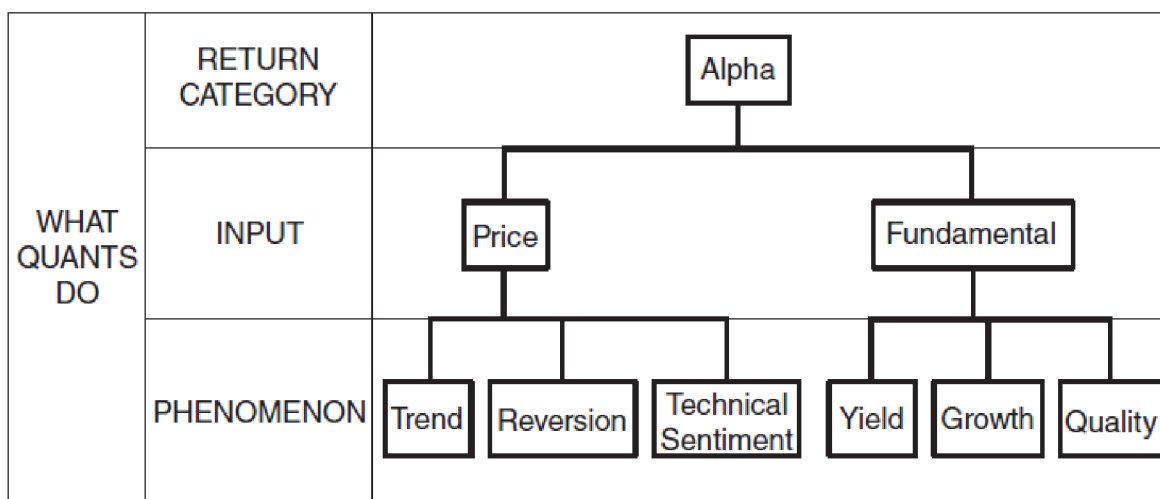 WHAT
QUANTS
DO
RETURN
CATEGORY
Alpha
INPUT
Price
Fundamental
PHENOMENON
Trend
Reversion
Technical
Sentiment
Yield
Growth
Quality